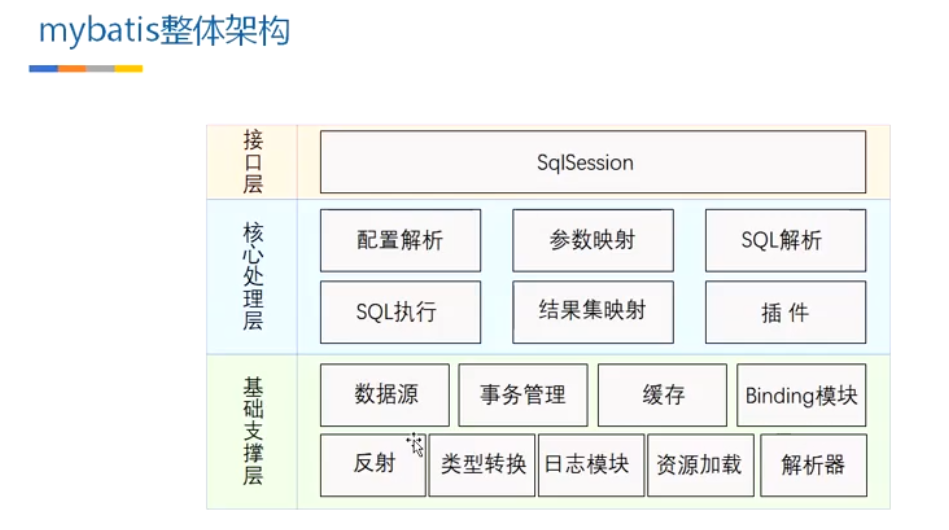 mybatis整体架构
接口层
SqlSession
核心处理层
配置解析
参数映射
SQL解析
SQL执行
结果集映射
插 件
基础支撑层
数据源
事务管理
缓存
Binding模块
反射
类型转换
日志模块
资源加载
解析器